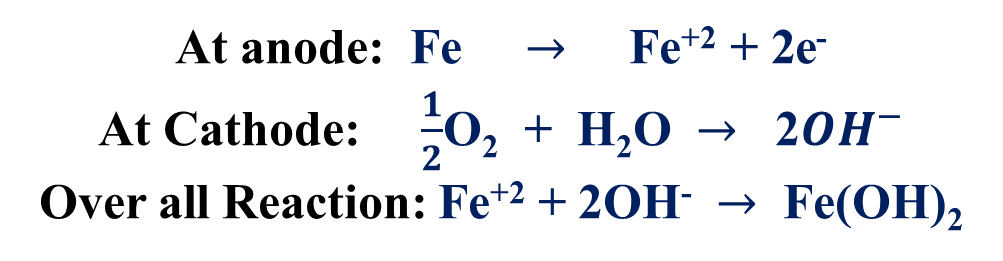 At anode: Fe → Fe⁺² + 2e⁻
At Cathode: ½O₂ + H₂O → 2OH⁻
Over all Reaction: Fe⁺² + 2OH⁻ → Fe(OH)₂